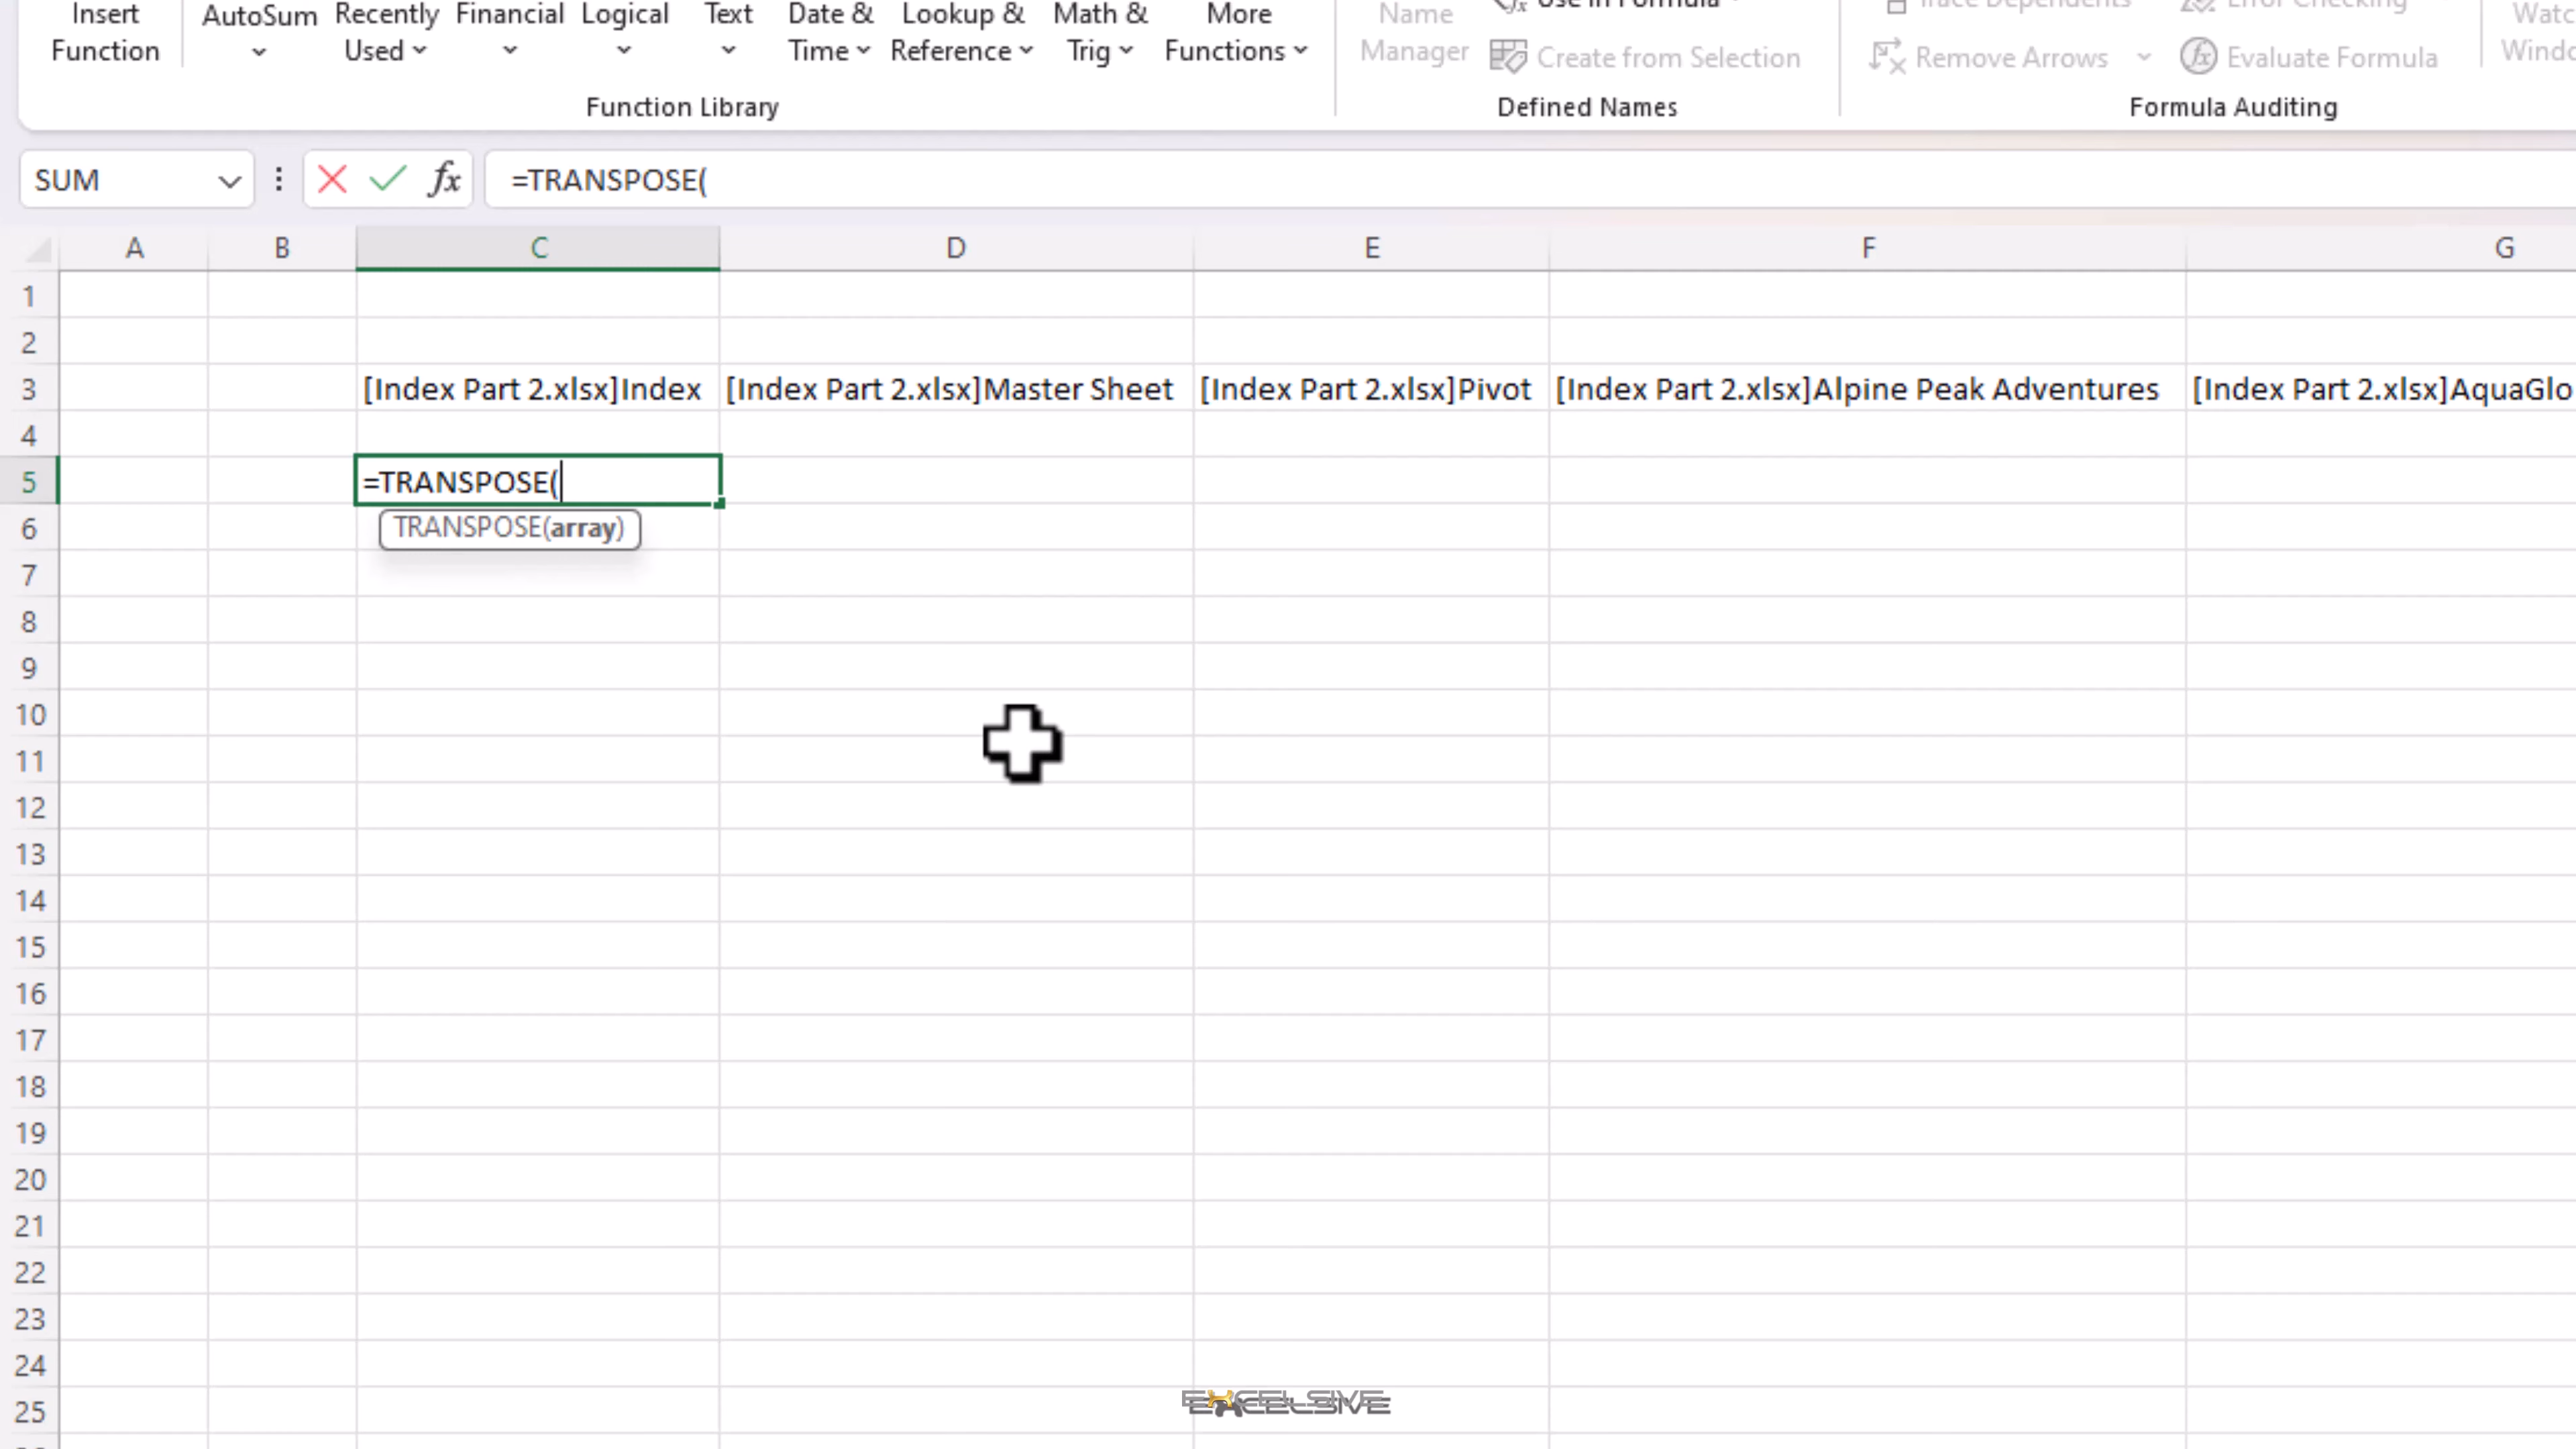 Insert Function
AutoSum
Recently Used
Financial
Logical
Text
Date & Time
Lookup & Reference
Math & Trig
More Functions
Function Library
Name Manager
Use in Formula
Create from Selection
Defined Names
Trace Dependents
Remove Arrows
Error Checking
Evaluate Formula
Formula Auditing
SUM
fx
=TRANSPOSE(
A B C D E F G
1
2
3 [Index Part 2.xlsx]Index [Index Part 2.xlsx]Master Sheet [Index Part 2.xlsx]Pivot [Index Part 2.xlsx]Alpine Peak Adventures [Index Part 2.xlsx]AquaGlo
4
5 =TRANSPOSE(
6 TRANSPOSE(array)
7
8
9
10
11
12
13
14
15
16
17
18
19
20
21
22
23
24
25
EXCELSIVE